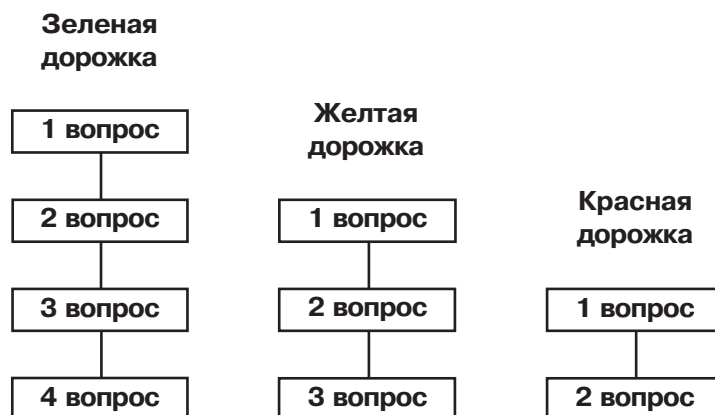 Зеленая
дорожка
1 вопрос
2 вопрос
3 вопрос
4 вопрос
Желтая
дорожка
1 вопрос
2 вопрос
3 вопрос
Красная
дорожка
1 вопрос
2 вопрос